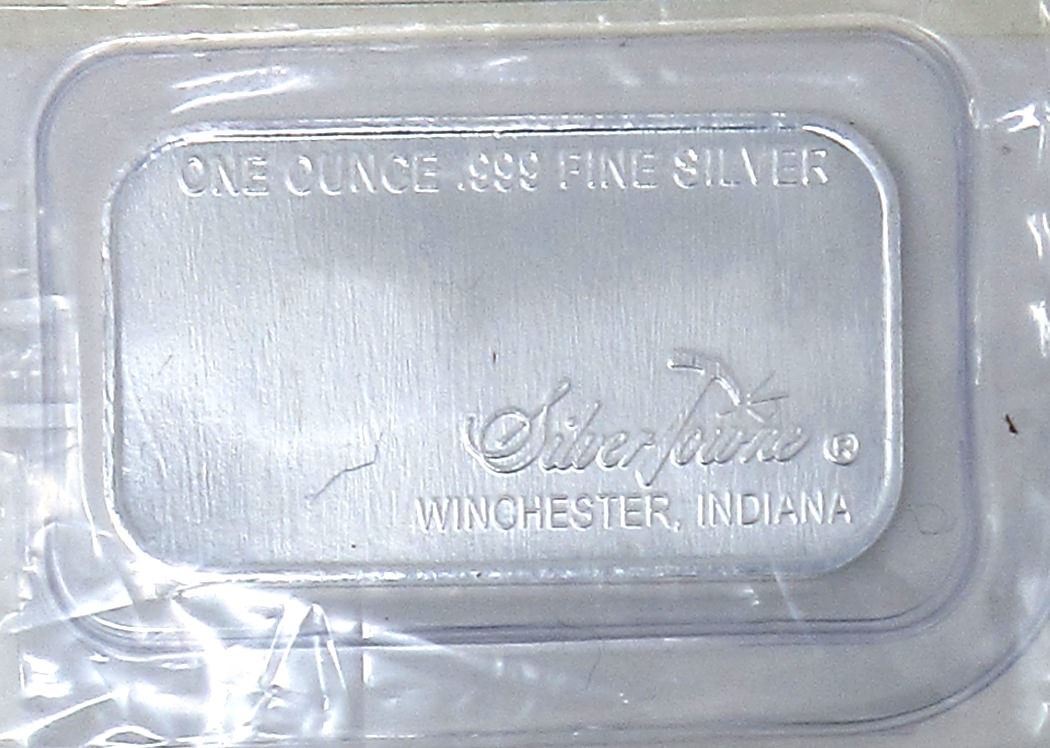 ONE OUNCE .999 FINE SILVER
SilverTowne ®
WINCHESTER, INDIANA